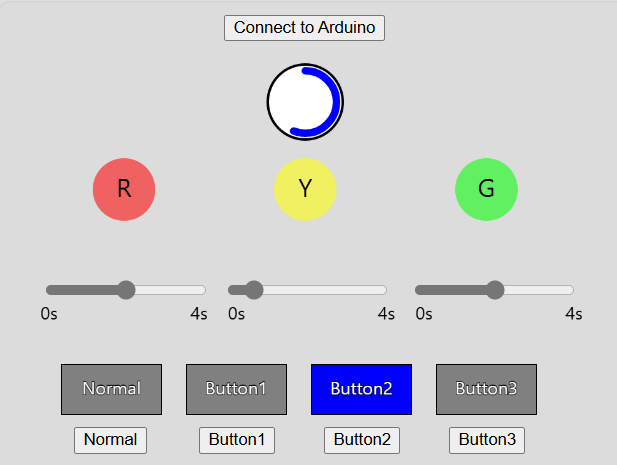 Connect to Arduino
R Y G
0s 4s 0s 4s 0s 4s
Normal Button1 Button2 Button3
Normal Button1 Button2 Button3